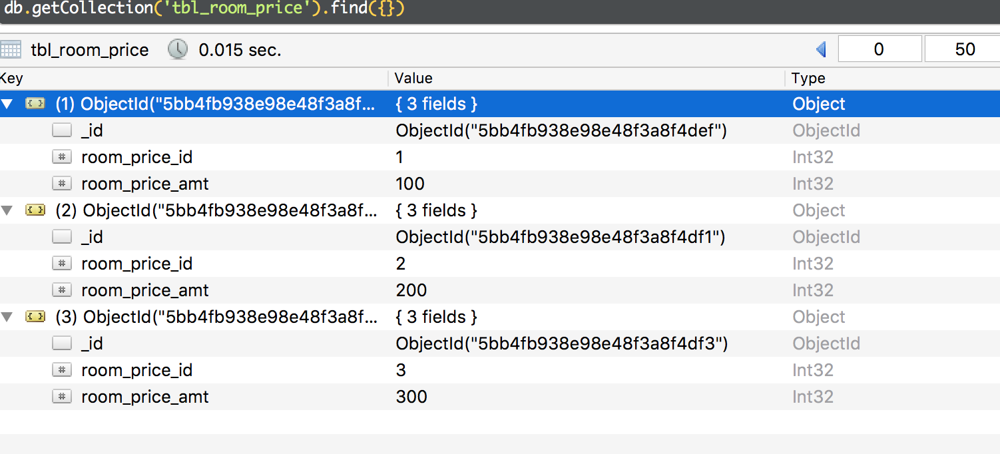 db.getCollection('tbl_room_price').find({})
tbl_room_price 0.015 sec. 0 50
Key Value Type
(1) ObjectId("5bb4fb938e98e48f3a8f... { 3 fields } Object
_id ObjectId("5bb4fb938e98e48f3a8f4def") ObjectId
# room_price_id 1 Int32
# room_price_amt 100 Int32
(2) ObjectId("5bb4fb938e98e48f3a8f... { 3 fields } Object
_id ObjectId("5bb4fb938e98e48f3a8f4df1") ObjectId
# room_price_id 2 Int32
# room_price_amt 200 Int32
(3) ObjectId("5bb4fb938e98e48f3a8f... { 3 fields } Object
_id ObjectId("5bb4fb938e98e48f3a8f4df3") ObjectId
# room_price_id 3 Int32
# room_price_amt 300 Int32